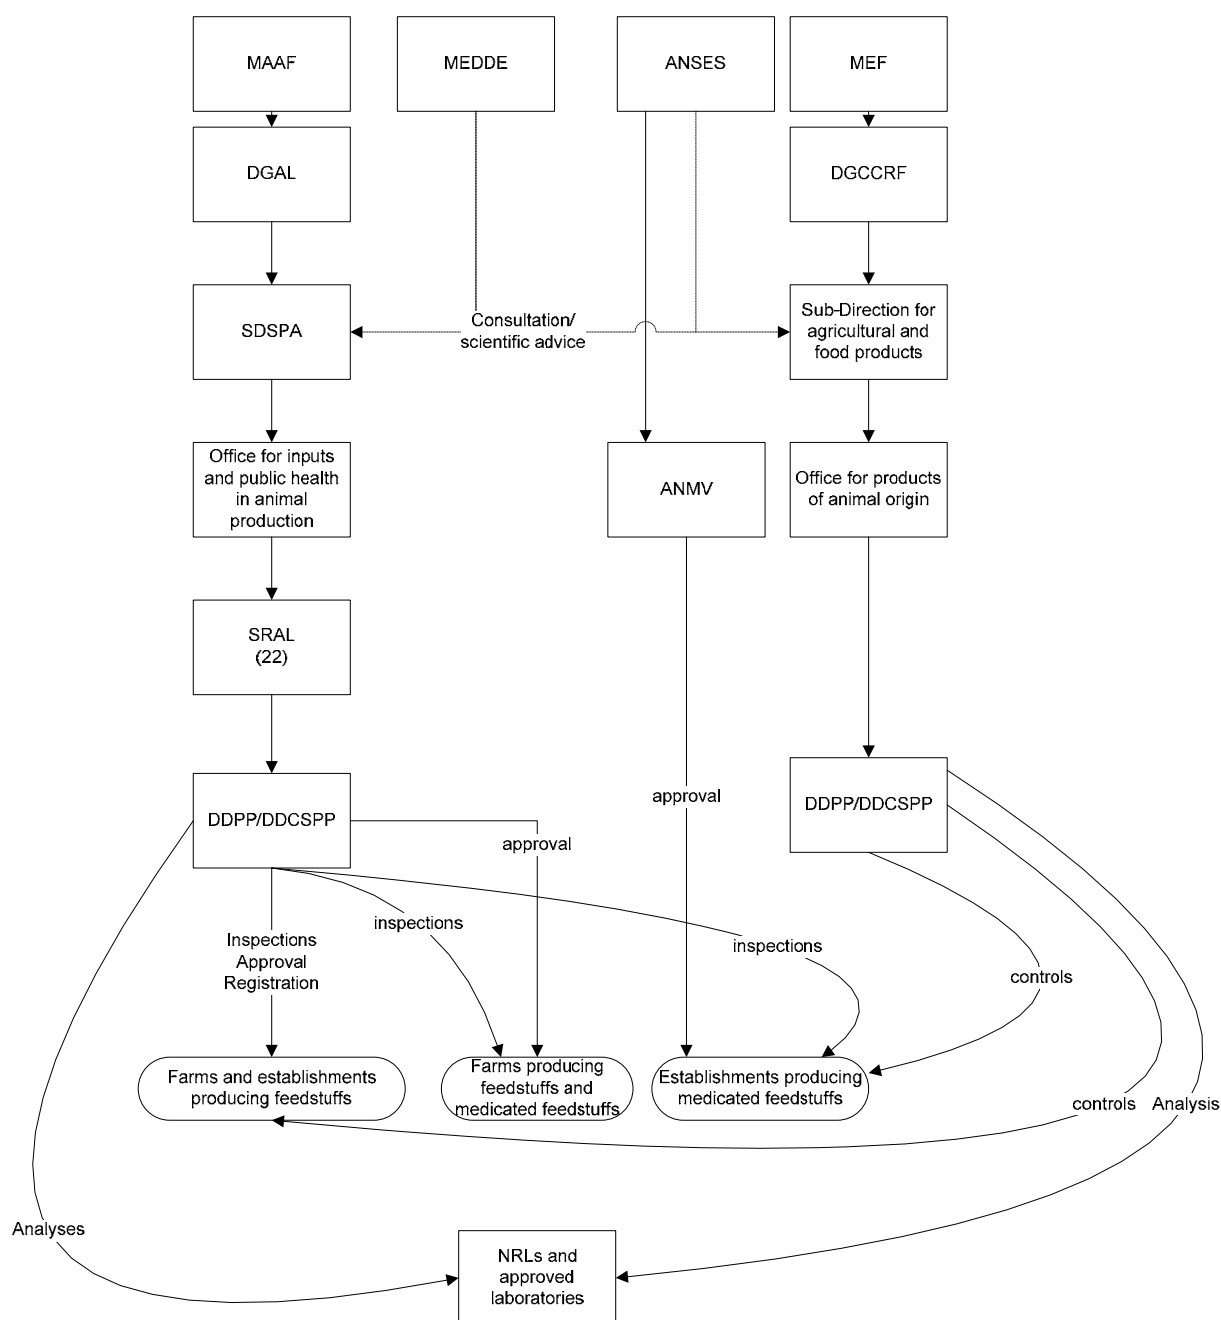 MAAF
MEDDE
ANSES
MEF
DGAL
DGCCRF
SDSPA
Consultation/
scientific advice
Sub-Direction for
agricultural and
food products
Office for inputs
and public health
in animal
production
ANMV
Office for products
of animal origin
SRAL
(22)
DDPP/DDCSPP
approval
approval
DDPP/DDCSPP
Inspections
Approval
Registration
inspections
inspections
controls
Farms and establishments
producing feedstuffs
Farms producing
feedstuffs and
medicated feedstuffs
Establishments producing
medicated feedstuffs
controls
Analysis
Analyses
NRLs and
approved
laboratories